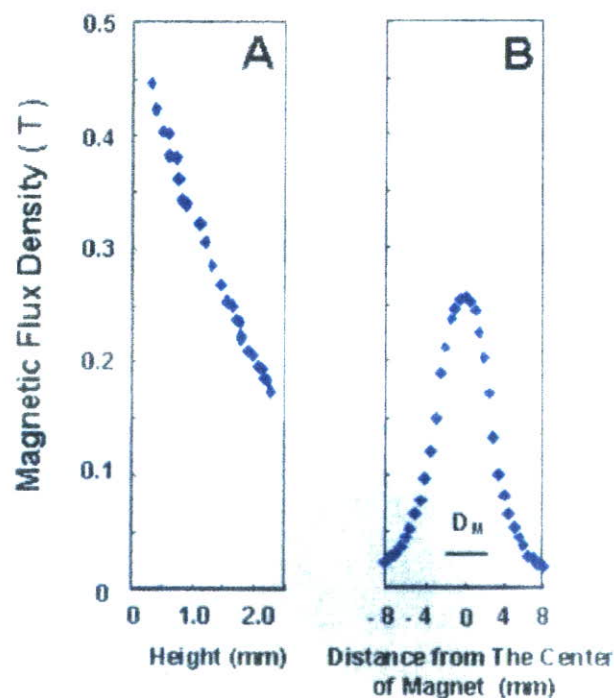 A
B
Magnetic Flux Density ( T )
0.5
0.4
0.3
0.2
0.1
0
D M
0 1.0 2.0
-8 -4 0 4 8
Height (mm)
Distance from The Center
of Magnet (mm)